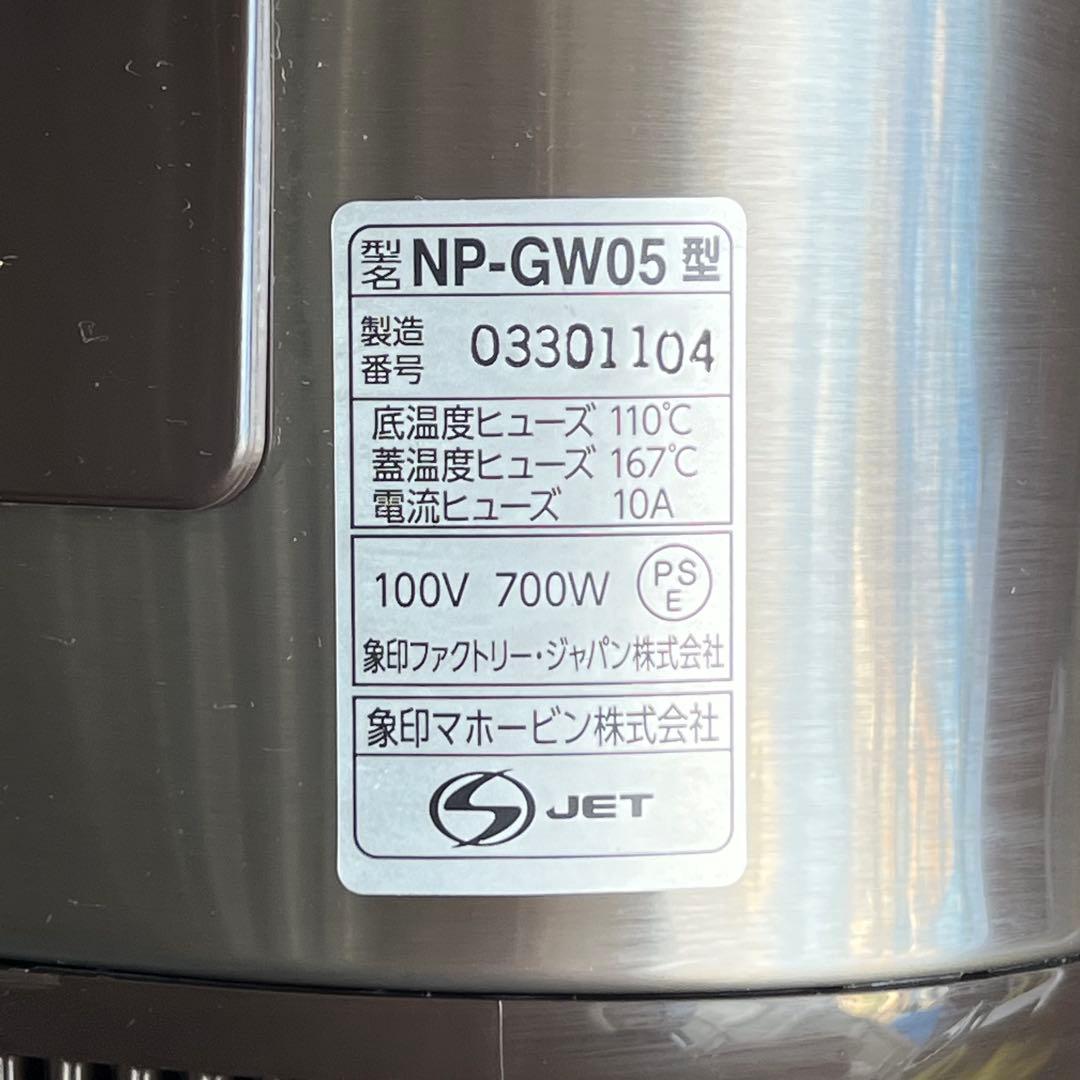 型名 NP-GW05 型
製造番号 03301104
底温度ヒューズ 110℃
蓋温度ヒューズ 167℃
電流ヒューズ 10A
100V 700W PSE
象印ファクトリー・ジャパン株式会社
象印マホービン株式会社
S JET